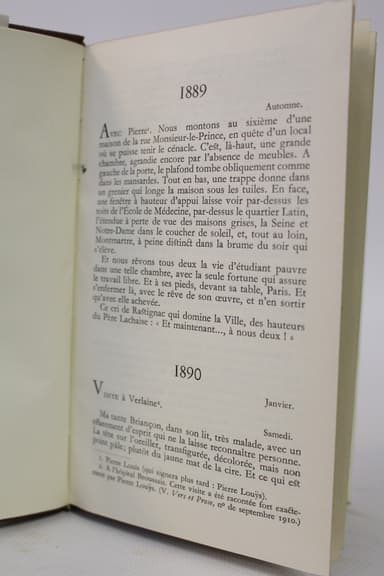 1889
Automne.
Avec Pierre¹. Nous montons au sixième d'une
maison de la rue Monsieur-le-Prince, en quête d'un local
où se puisse tenir le cénacle. C'est, là-haut, une grande
chambre, agrandie encore par l'absence de meubles. A
gauche de la porte, le plafond tombe obliquement comme
dans les mansardes. Tout en bas, une trappe donne dans
un grenier qui longe la maison sous les tuiles. En face,
une fenêtre à hauteur d'appui laisse voir par-dessus les
toits de l'École de Médecine, par-dessus le quartier Latin,
l'étendue à perte de vue des maisons grises, la Seine et
Notre-Dame dans le coucher de soleil, et, tout au loin,
Montmartre, à peine distinct dans la brume du soir qui
s'élève.
Et nous rêvons tous deux la vie d'étudiant pauvre
dans une telle chambre, avec la seule fortune qui assure
le travail libre. Et à ses pieds, devant sa table, Paris. Et
s'enfermer là, avec le rêve de son œuvre, et n'en sortir
qu'avec elle achevée.
Ce cri de Rastignac qui domine la Ville, des hauteurs
du Père Lachaise : « Et maintenant..., à nous deux ! »
1890
Janvier.
Visite à Verlaine².
Samedi.
Ma tante Briançon, dans son lit, très malade, avec un
effarement d'esprit qui ne la laisse reconnaître personne.
La tête sur l'oreiller, transfigurée, décolorée, mais non
point pâle; plutôt du jaune mat de la cire. Et ce qui est
1. Pierre Louis (qui signera plus tard : Pierre Louÿs).
2. A l'hôpital Broussais. Cette visite a été racontée fort exacte-
ment par Pierre Louÿs. (V. Vers et Prose, n° de septembre 1910.)